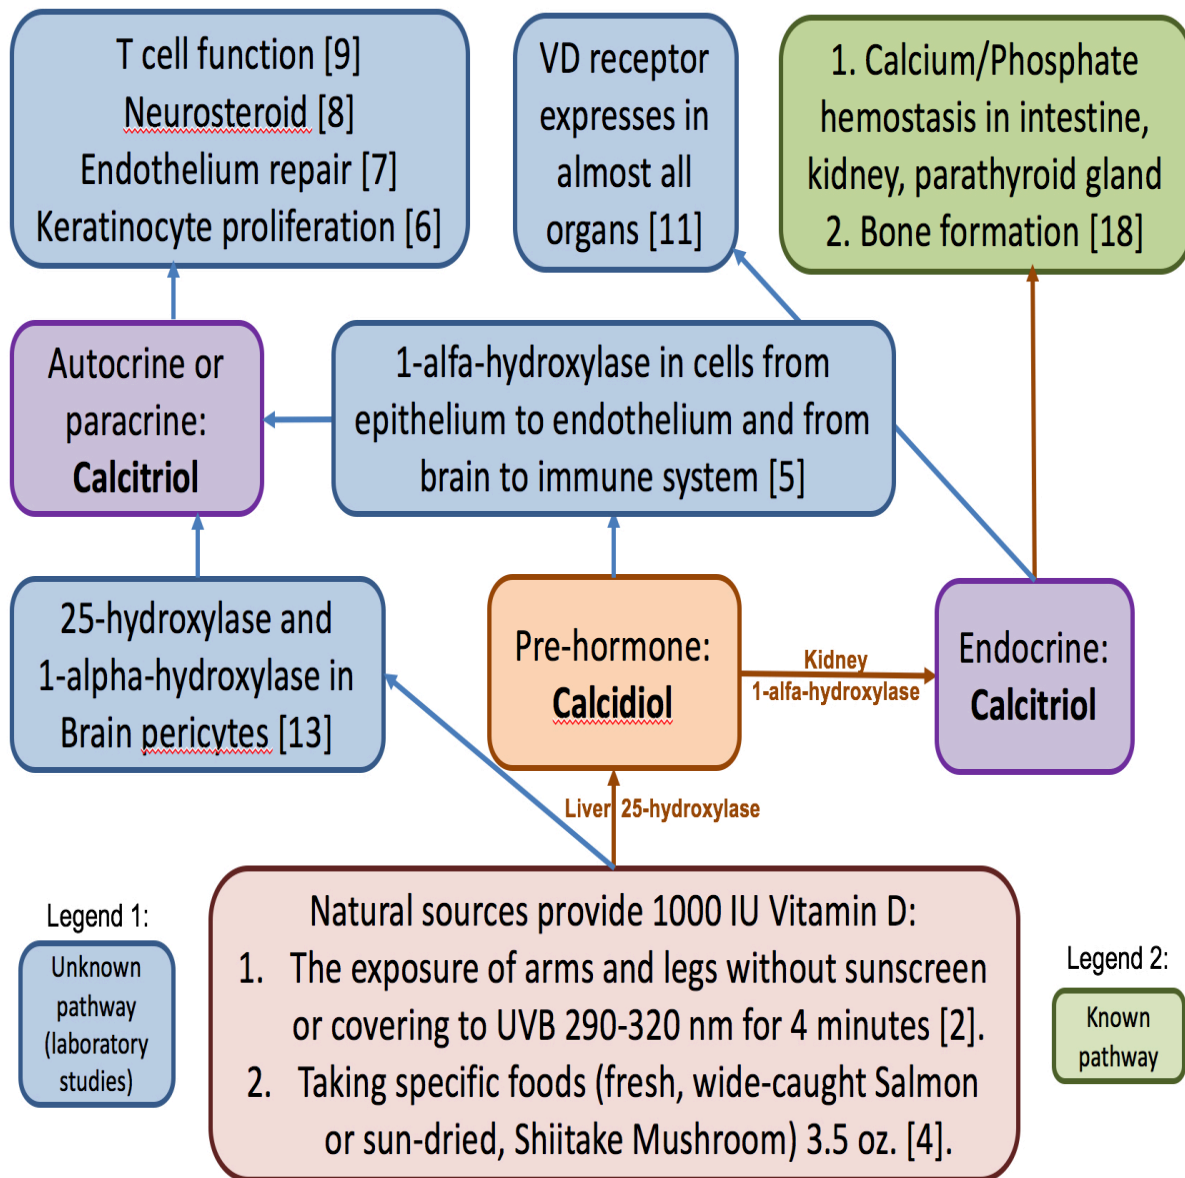 T cell function [9]
Neurosteroid [8]
Endothelium repair [7]
Keratinocyte proliferation [6]
VD receptor
expresses in
almost all
organs [11]
1. Calcium/Phosphate
hemostasis in intestine,
kidney, parathyroid gland
2. Bone formation [18]
Autocrine or
paracrine:
Calcitriol
1-alfa-hydroxylase in cells from
epithelium to endothelium and from
brain to immune system [5]
25-hydroxylase and
1-alpha-hydroxylase in
Brain pericytes [13]
Pre-hormone:
Calcidiol
Kidney
1-alfa-hydroxylase
Endocrine:
Calcitriol
Liver 25-hydroxylase
Legend 1:
Unknown
pathway
(laboratory
studies)
Natural sources provide 1000 IU Vitamin D:
1. The exposure of arms and legs without sunscreen
or covering to UVB 290-320 nm for 4 minutes [2].
2. Taking specific foods (fresh, wide-caught Salmon
or sun-dried, Shiitake Mushroom) 3.5 oz. [4].
Legend 2:
Known
pathway